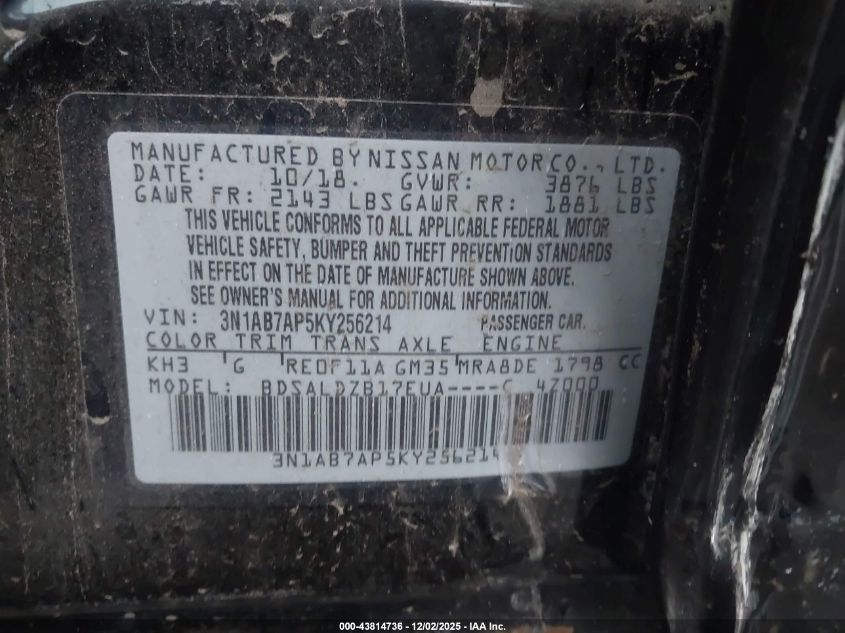 MANUFACTURED BY NISSAN MOTOR CO., LTD.
DATE: 10/18. GVWR: 3876 LBS
GAWR FR: 2143 LBS GAWR RR: 1881 LBS
THIS VEHICLE CONFORMS TO ALL APPLICABLE FEDERAL MOTOR
VEHICLE SAFETY, BUMPER AND THEFT PREVENTION STANDARDS
IN EFFECT ON THE DATE OF MANUFACTURE SHOWN ABOVE.
SEE OWNER'S MANUAL FOR ADDITIONAL INFORMATION.
VIN: 3N1AB7AP5KY256214 PASSENGER CAR.
COLOR TRIM TRANS AXLE ENGINE
KH3 G RE0F11A GM35 MRA8DE 1798 CC
MODEL: BDSALDZB17EUA----C 4Z000
3N1AB7AP5KY256214
000-43814736 - 12/02/2025 - IAA Inc.